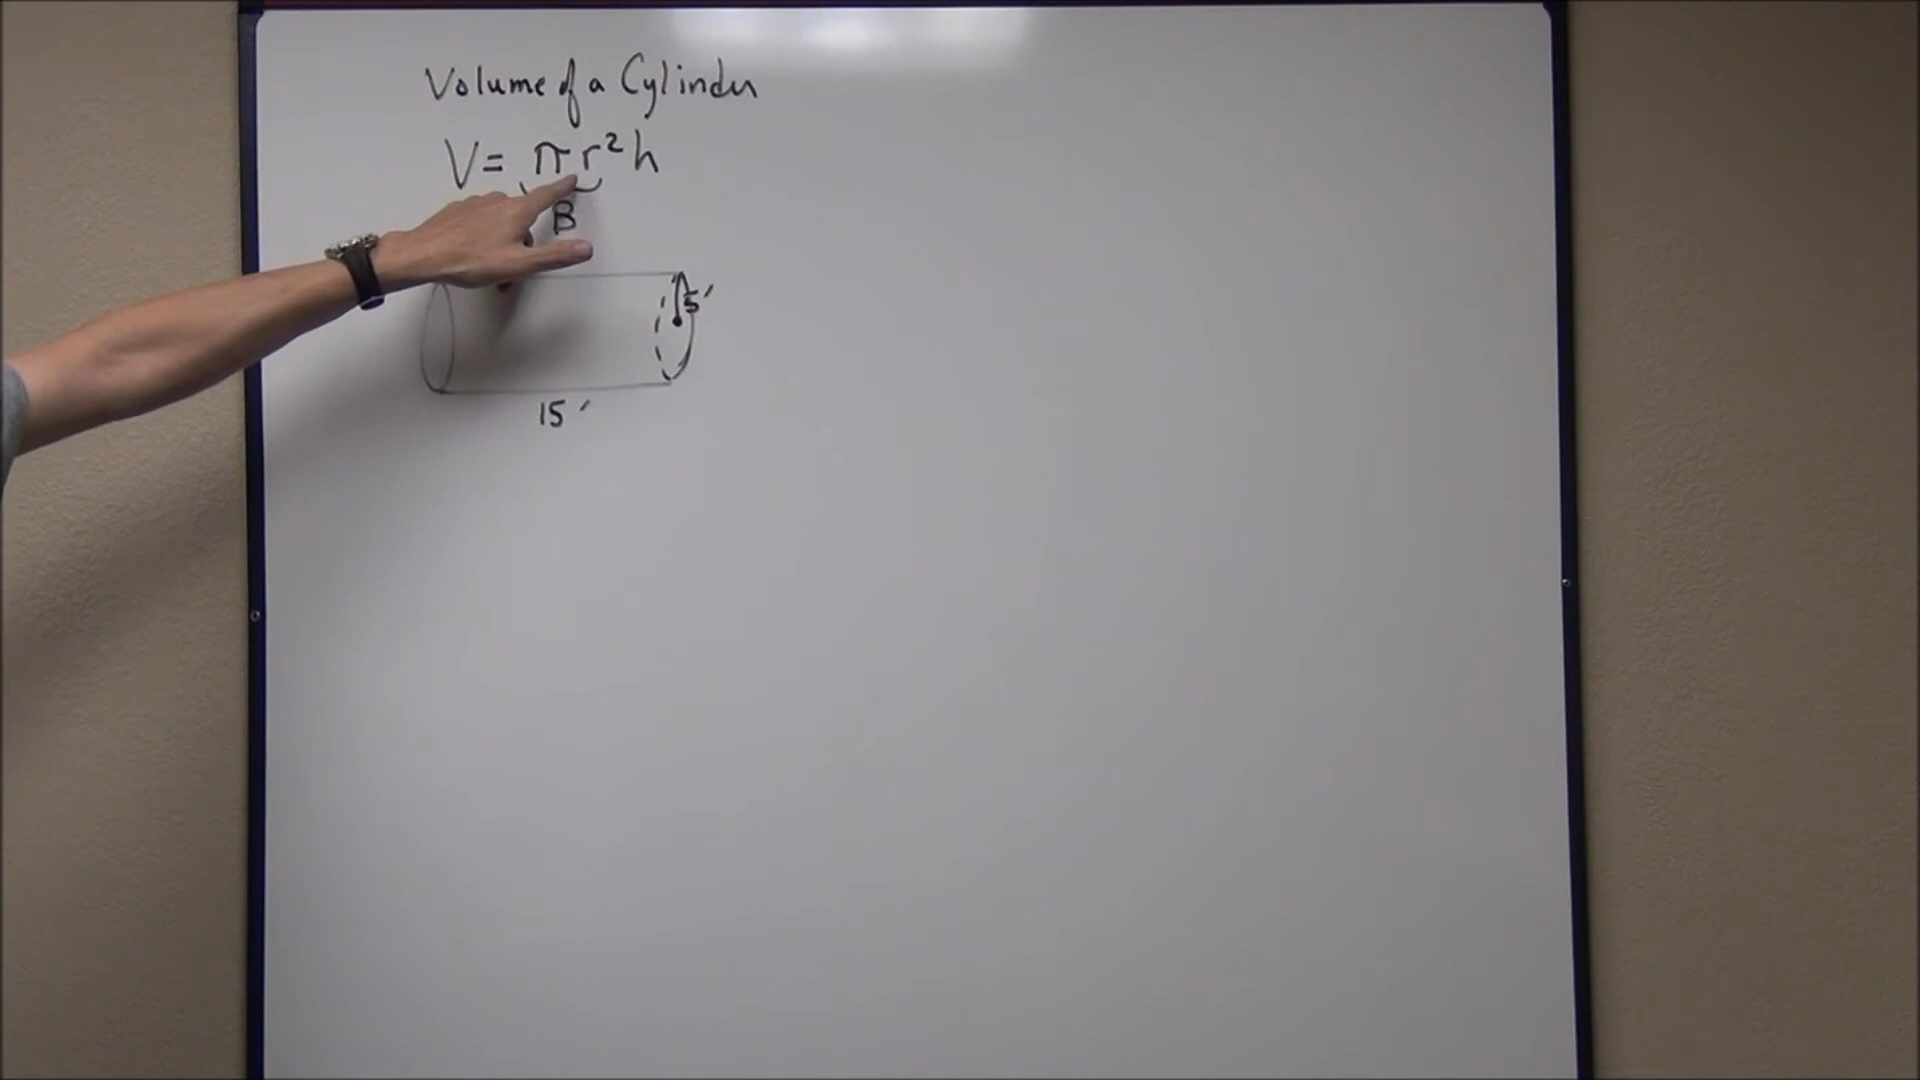 Volume of a Cylinder
V = πr²h
B
5'
15'